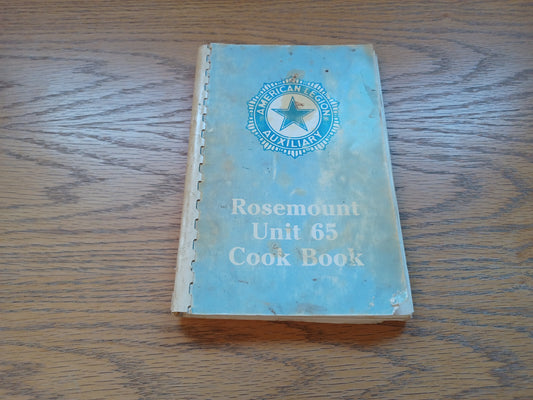 AMERICAN LEGION
AUXILIARY
Rosemount
Unit 65
Cook Book